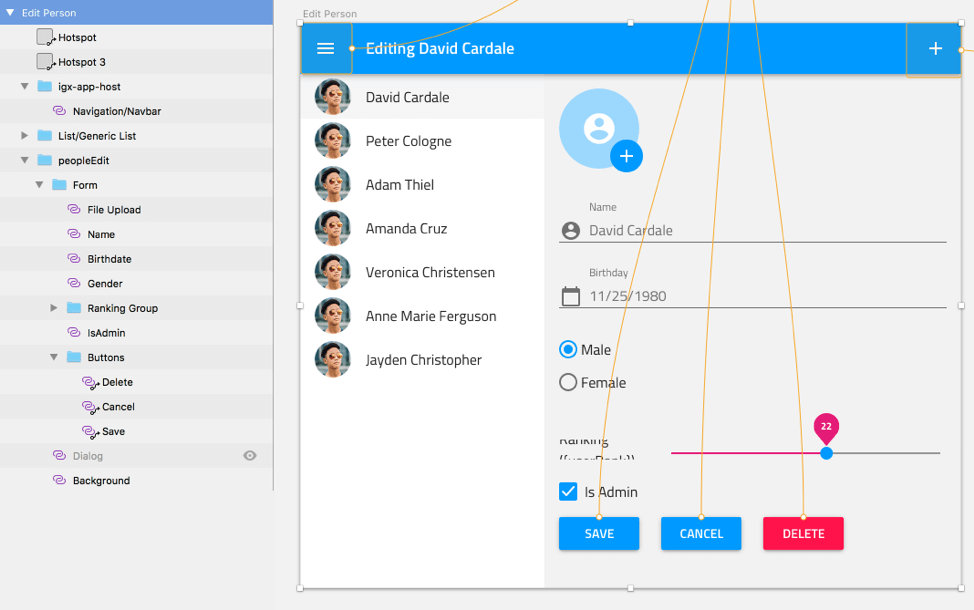 Edit Person
Hotspot
Hotspot 3
igx-app-host
Navigation/Navbar
List/Generic List
peopleEdit
Form
File Upload
Name
Birthdate
Gender
Ranking Group
IsAdmin
Buttons
Delete
Cancel
Save
Dialog
Background
Edit Person
Editing David Cardale
David Cardale
Peter Cologne
Adam Thiel
Amanda Cruz
Veronica Christensen
Anne Marie Ferguson
Jayden Christopher
Name
David Cardale
Birthday
11/25/1980
Male
Female
Ranking
{{userRank}}
22
Is Admin
SAVE
CANCEL
DELETE